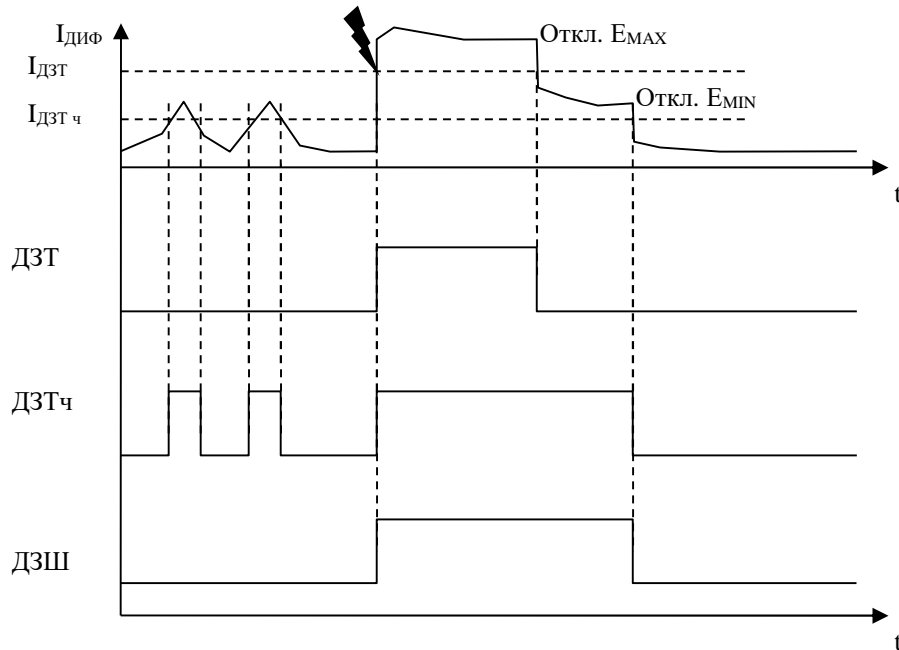 IДИФ
Откл. EMAX
IДЗТ
Откл. EMIN
IДЗТ ч
t
ДЗТ
ДЗТч
ДЗШ
t